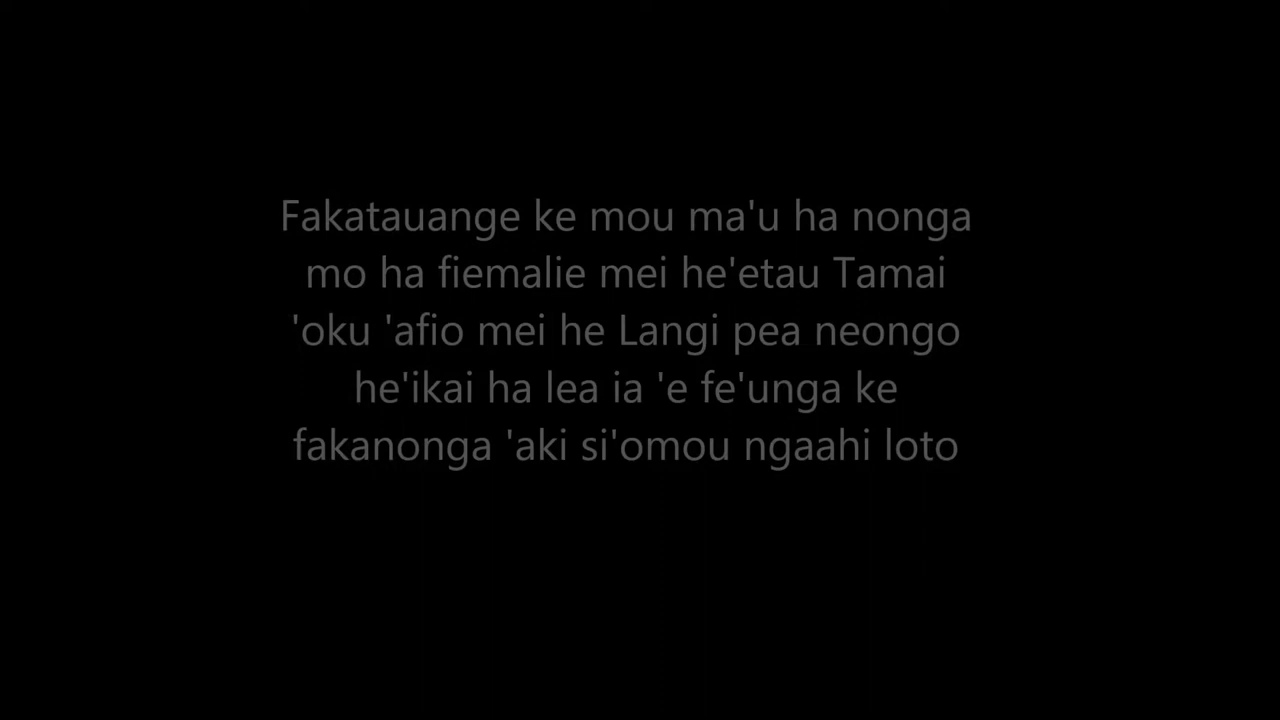 Fakatauange ke mou ma'u ha nonga
mo ha fiemalie mei he'etau Tamai
'oku 'afio mei he Langi pea neongo
he'ikai ha lea ia 'e fe'unga ke
fakanonga 'aki si'omou ngaahi loto